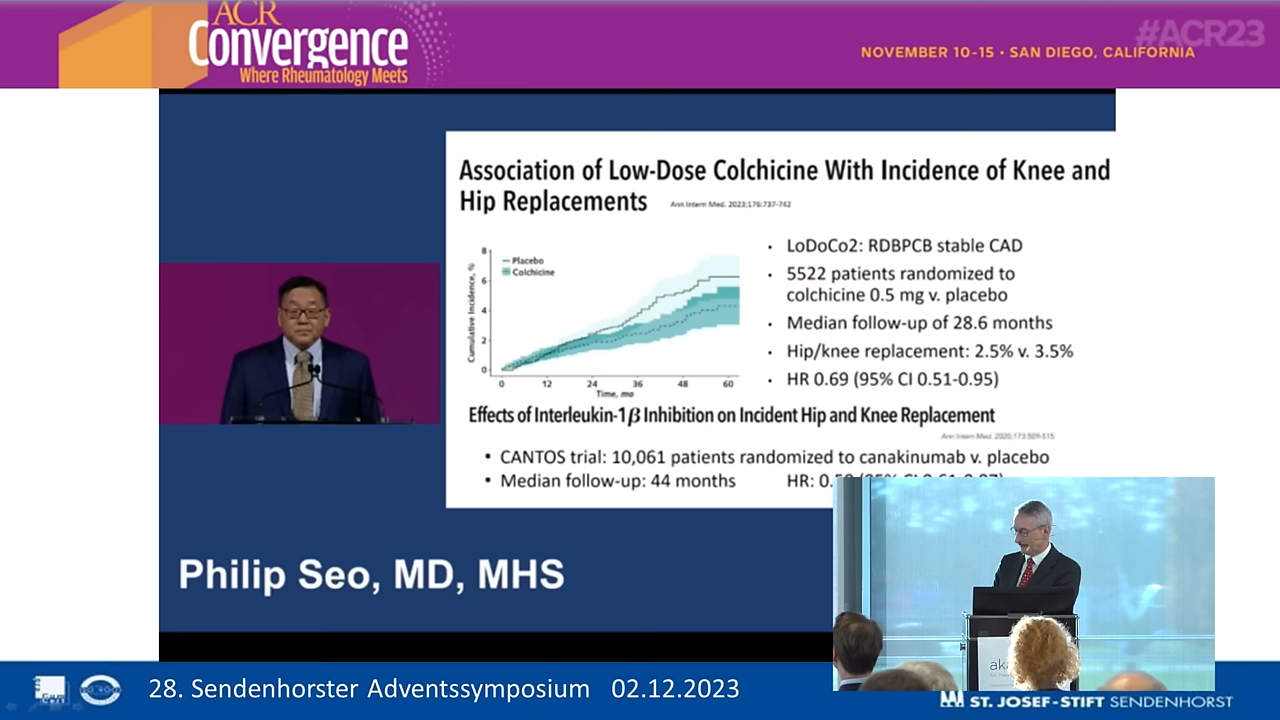 ACR
Convergence
Where Rheumatology Meets
#ACR23
NOVEMBER 10-15 • SAN DIEGO, CALIFORNIA
Association of Low-Dose Colchicine With Incidence of Knee and
Hip Replacements
Ann Intern Med. 2023;176:737-742
Cumulative Incidence, %
8
6
4
2
0
Placebo
Colchicine
0 12 24 36 48 60
Time, mo
• LoDoCo2: RDBPCB stable CAD
• 5522 patients randomized to
colchicine 0.5 mg v. placebo
• Median follow-up of 28.6 months
• Hip/knee replacement: 2.5% v. 3.5%
• HR 0.69 (95% CI 0.51-0.95)
Effects of Interleukin-1β Inhibition on Incident Hip and Knee Replacement
Ann Intern Med. 2020;173:509-515
• CANTOS trial: 10,061 patients randomized to canakinumab v. placebo
• Median follow-up: 44 months HR: 0.
Philip Seo, MD, MHS
aka
28. Sendenhorster Adventssymposium 02.12.2023
ST. JOSEF-STIFT SENDENHORST